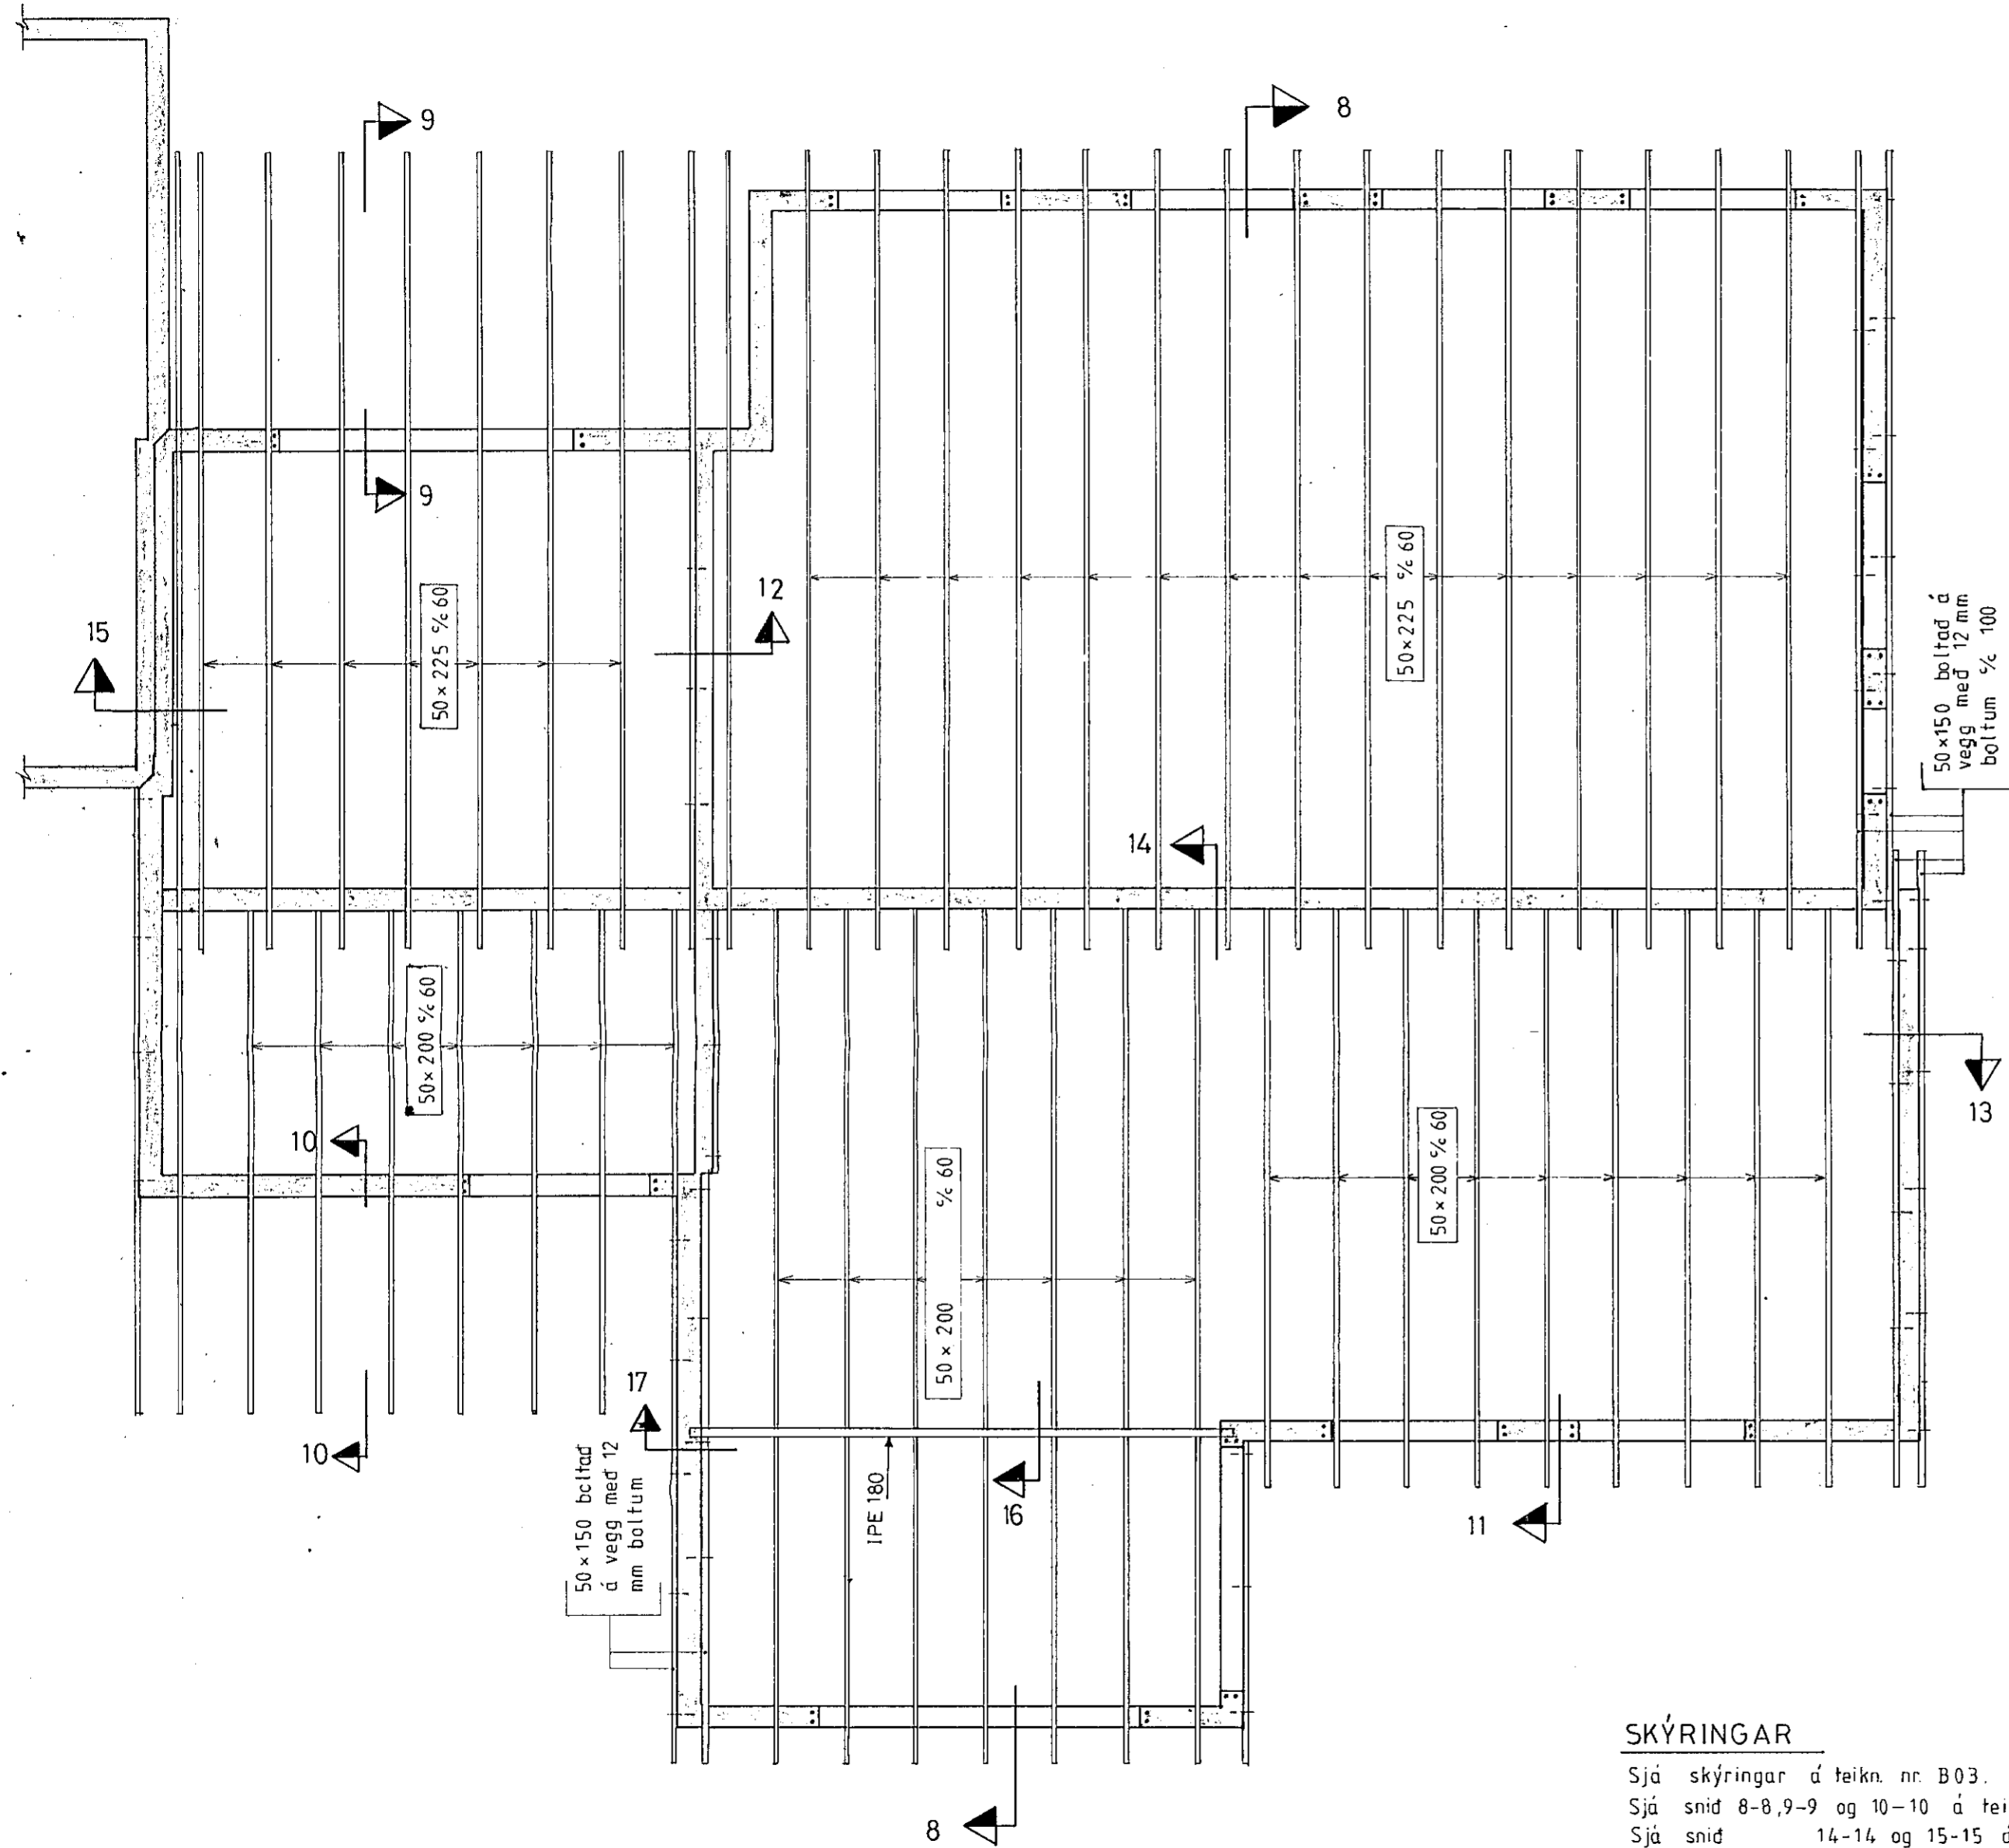 9
8
9
12
15
50×225 c/c 60
50×225 c/c 60
50×150 boltað á
vegg með 12 mm
boltum c/c 100
14
50×200 c/c 60
10
13
50×200 c/c 60
50×200 c/c 60
17
10
50×150 boltað
á vegg með 12
mm boltum
IPE 180
16
11
8
SKÝRINGAR
Sjá skýringar á teikn. nr. B03.
Sjá snið 8-8,9-9 og 10-10 á tei
Sjá snið 14-14 og 15-15 á